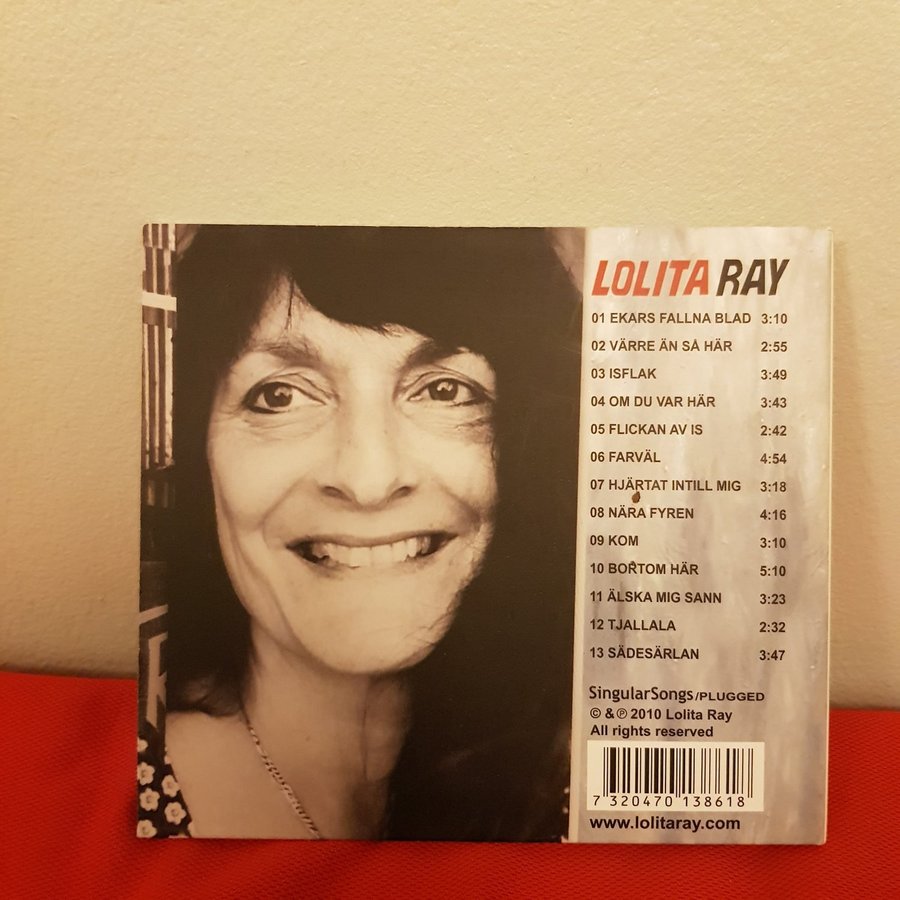 LOLITA RAY
01 EKARS FALLNA BLAD 3:10
02 VÄRRE ÄN SÅ HÄR 2:55
03 ISFLAK 3:49
04 OM DU VAR HÄR 3:43
05 FLICKAN AV IS 2:42
06 FARVÄL 4:54
07 HJÄRTAT INTILL MIG 3:18
08 NÄRA FYREN 4:16
09 KOM 3:10
10 BORTOM HÄR 5:10
11 ÄLSKA MIG SANN 3:23
12 TJALLALA 2:32
13 SÄDESÄRLAN 3:47
SingularSongs/PLUGGED
© & ℗ 2010 Lolita Ray
All rights reserved
7 320470 138618
www.lolitaray.com